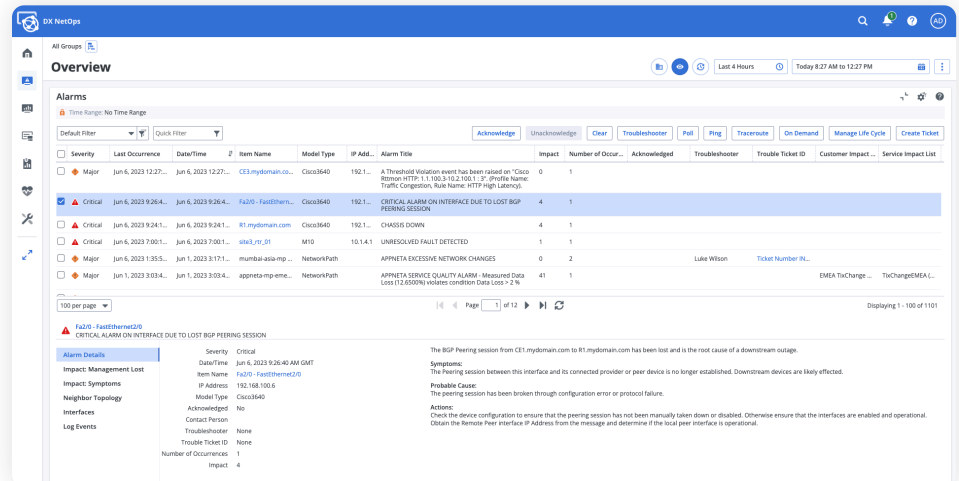 DX NetOps
1
AD
All Groups
Overview
Last 4 Hours
Today 8:27 AM to 12:27 PM
Alarms
Time Range: No Time Range
Default Filter
Quick Filter
Acknowledge Unacknowledge Clear Troubleshooter Poll Ping Traceroute On Demand Manage Life Cycle Create Ticket
Severity Last Occurrence Date/Time Item Name Model Type IP Add... Alarm Title Impact Number of Occur... Acknowledged Troubleshooter Trouble Ticket ID Customer Impact ... Service Impact List
Major Jun 6, 2023 12:27:... Jun 6, 2023 12:27:... CE3.mydomain.co... Cisco3640 192.1... A Threshold Violation event has been raised on "Cisco 0 1
Rttmon HTTP: 1.1.100.3-10.2.100.1 : 3". (Profile Name:
Traffic Congestion, Rule Name: HTTP High Latency).
Critical Jun 6, 2023 9:26:4... Jun 6, 2023 9:26:4... Fa2/0 - FastEthern... Cisco3640 192.1... CRITICAL ALARM ON INTERFACE DUE TO LOST BGP 4 1
PEERING SESSION
Critical Jun 6, 2023 9:24:1... Jun 6, 2023 9:24:1... R1.mydomain.com Cisco3640 192.1... CHASSIS DOWN 4 1
Critical Jun 6, 2023 7:00:1... Jun 6, 2023 7:00:1... site3_rtr_01 M10 10.1.4.1 UNRESOLVED FAULT DETECTED 1 1
Major Jun 6, 2023 1:35:5... Jun 1, 2023 3:17:1... mumbai-asia-mp ... NetworkPath APPNETA EXCESSIVE NETWORK CHANGES 0 2 Luke Wilson Ticket Number IN...
Major Jun 1, 2023 3:03:4... Jun 1, 2023 3:03:4... appneta-mp-eme... NetworkPath APPNETA SERVICE QUALITY ALARM - Measured Data 41 1 EMEA TixChange ... TixChangeEMEA (...
Loss (12.6500%) violates condition Data Loss > 2 %
100 per page
Page 1 of 12
Displaying 1 - 100 of 1101
Fa2/0 - FastEthernet2/0
CRITICAL ALARM ON INTERFACE DUE TO LOST BGP PEERING SESSION
Alarm Details
Impact: Management Lost
Impact: Symptoms
Neighbor Topology
Interfaces
Log Events
Severity Critical
Date/Time Jun 6, 2023 9:26:40 AM GMT
Item Name Fa2/0 - FastEthernet2/0
IP Address 192.168.100.6
Model Type Cisco3640
Acknowledged No
Contact Person
Troubleshooter None
Trouble Ticket ID None
Number of Occurrences 1
Impact 4
The BGP Peering session from CE1.mydomain.com to R1.mydomain.com has been lost and is the root cause of a downstream outage.
Symptoms:
The Peering session between this interface and its connected provider or peer device is no longer established. Downstream devices are likely effected.
Probable Cause:
The peering session has been broken through configuration error or protocol failure.
Actions:
Check the device configuration to ensure that the peering session has not been manually taken down or disabled. Otherwise ensure that the interfaces are enabled and operational.
Obtain the Remote Peer interface IP Address from the message and determine if the local peer interface is operational.